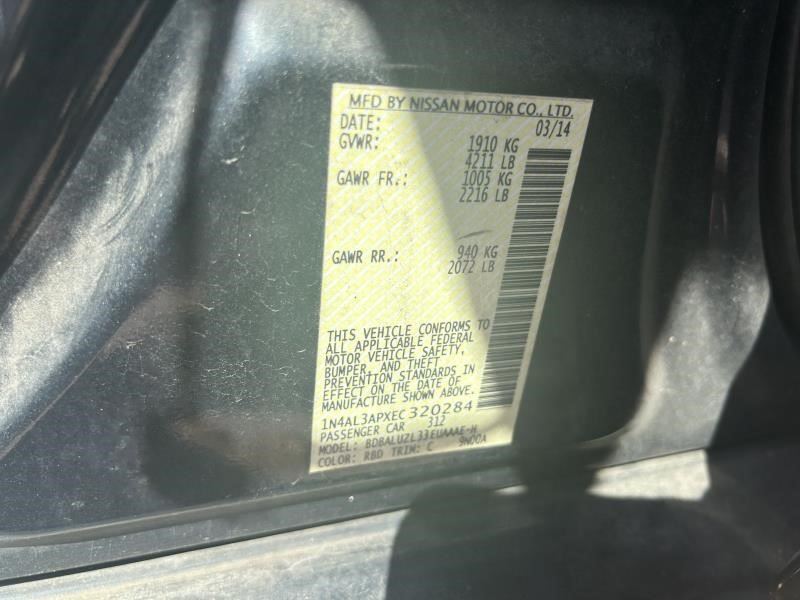 MFD BY NISSAN MOTOR CO., LTD.
DATE: 03/14
GVWR: 1910 KG
4211 LB
GAWR FR.: 1005 KG
2216 LB
GAWR RR.: 940 KG
2072 LB
THIS VEHICLE CONFORMS TO
ALL APPLICABLE FEDERAL
MOTOR VEHICLE SAFETY,
BUMPER, AND THEFT
PREVENTION STANDARDS IN
EFFECT ON THE DATE OF
MANUFACTURE SHOWN ABOVE.
1N4AL3APXEC320284
PASSENGER CAR 312
MODEL: BDBALUZL33EUAAAE-H
COLOR: RBD TRIM: C 9N00A